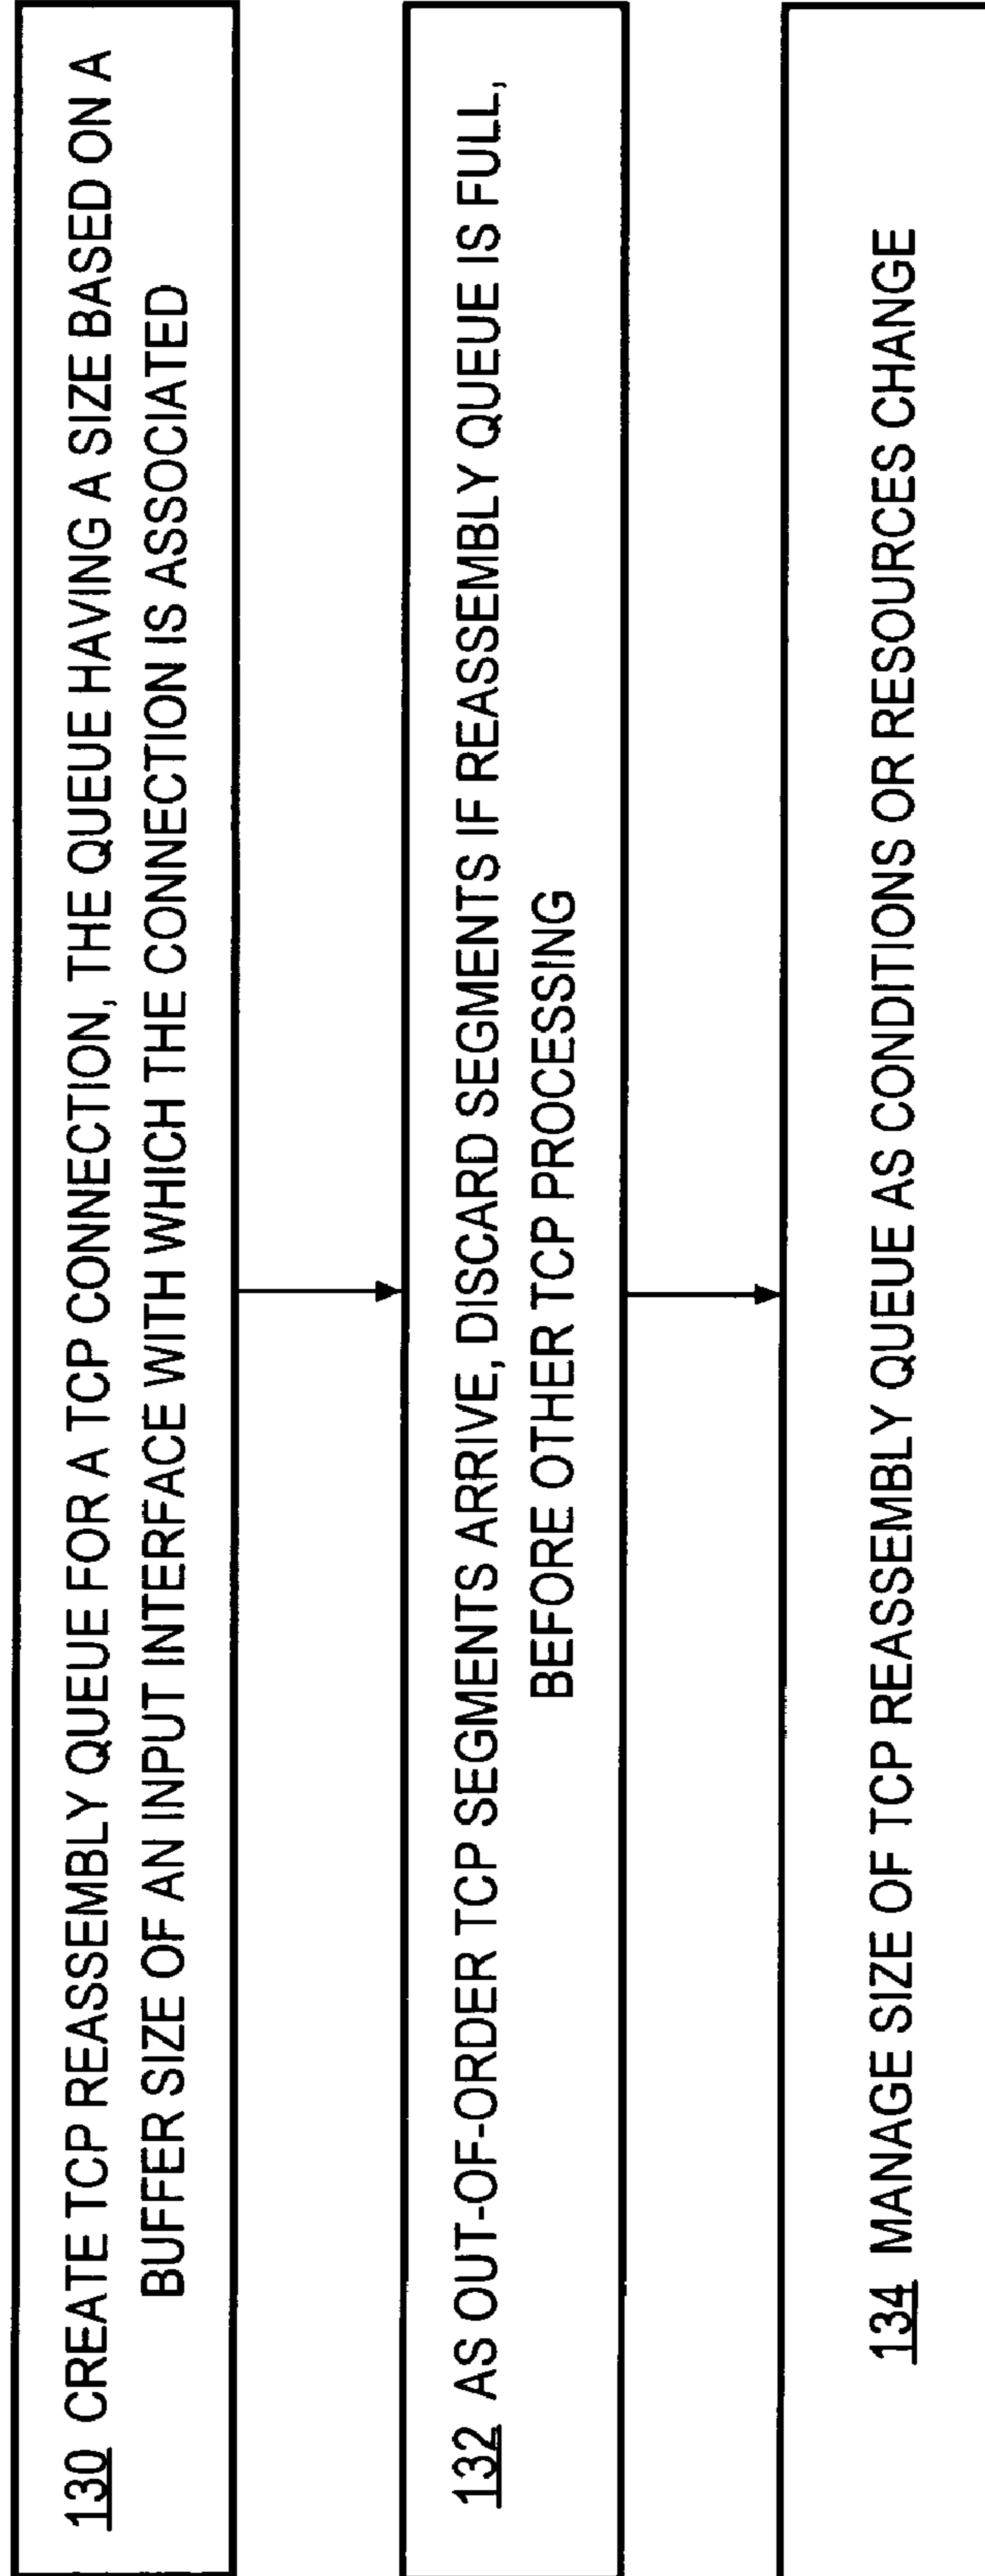 130 CREATE TCP REASSEMBLY QUEUE FOR A TCP CONNECTION, THE QUEUE HAVING A SIZE BASED ON A
BUFFER SIZE OF AN INPUT INTERFACE WITH WHICH THE CONNECTION IS ASSOCIATED
132 AS OUT-OF-ORDER TCP SEGMENTS ARRIVE, DISCARD SEGMENTS IF REASSEMBLY QUEUE IS FULL,
BEFORE OTHER TCP PROCESSING
134 MANAGE SIZE OF TCP REASSEMBLY QUEUE AS CONDITIONS OR RESOURCES CHANGE